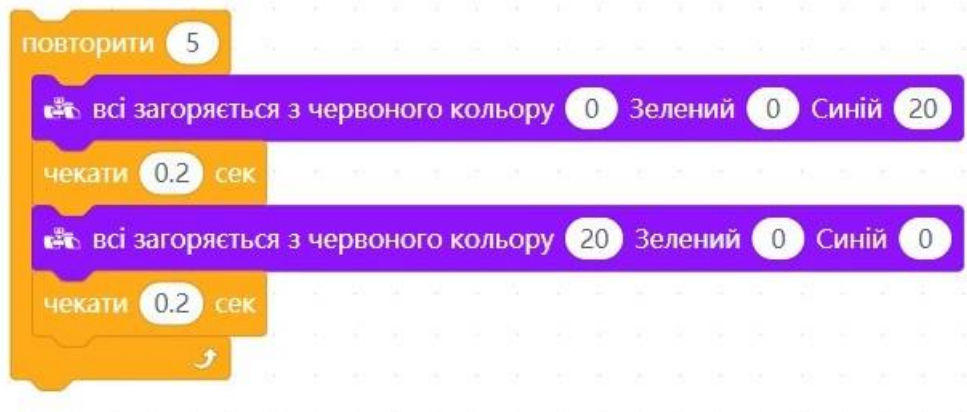 повторити 5
всі загоряється з червоного кольору 0 Зелений 0 Синій 20
чекати 0.2 сек
всі загоряється з червоного кольору 20 Зелений 0 Синій 0
чекати 0.2 сек